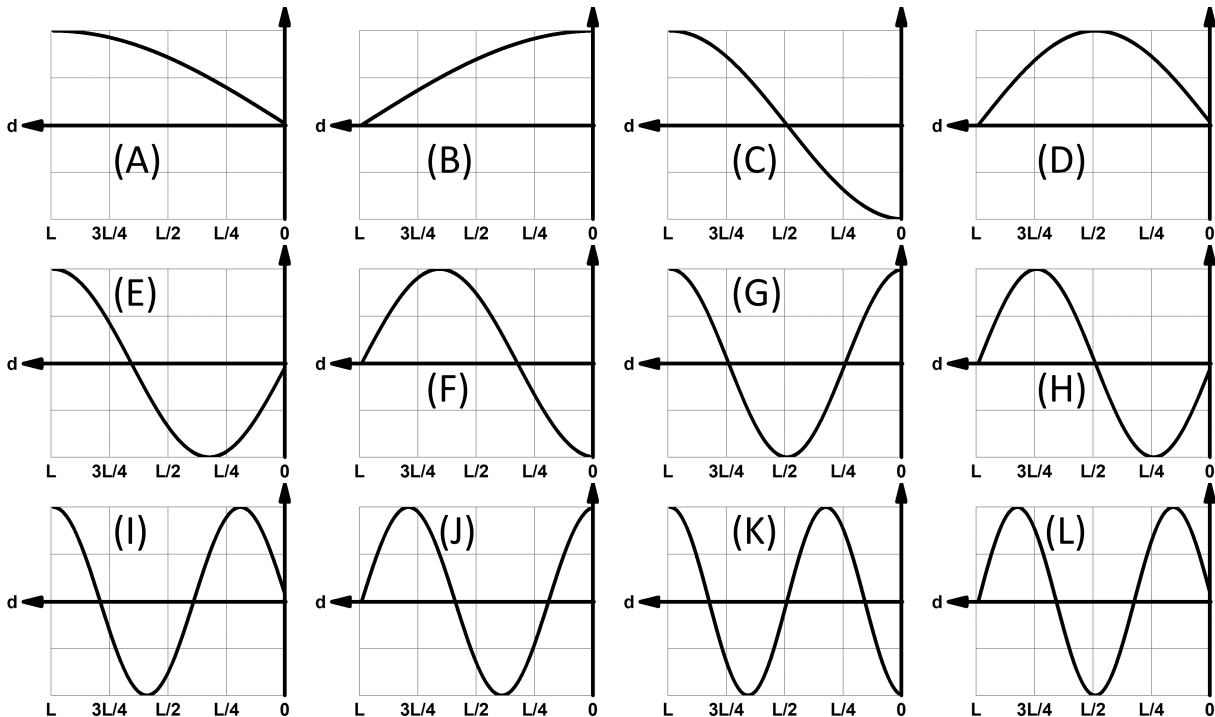 d d d d
(A) (B) (C) (D)
L 3L/4 L/2 L/4 0 L 3L/4 L/2 L/4 0 L 3L/4 L/2 L/4 0 L 3L/4 L/2 L/4 0
(E) (G)
d d d d
(F) (H)
L 3L/4 L/2 L/4 0 L 3L/4 L/2 L/4 0 L 3L/4 L/2 L/4 0 L 3L/4 L/2 L/4 0
(I) (J) (K) (L)
d d d d
L 3L/4 L/2 L/4 0 L 3L/4 L/2 L/4 0 L 3L/4 L/2 L/4 0 L 3L/4 L/2 L/4 0